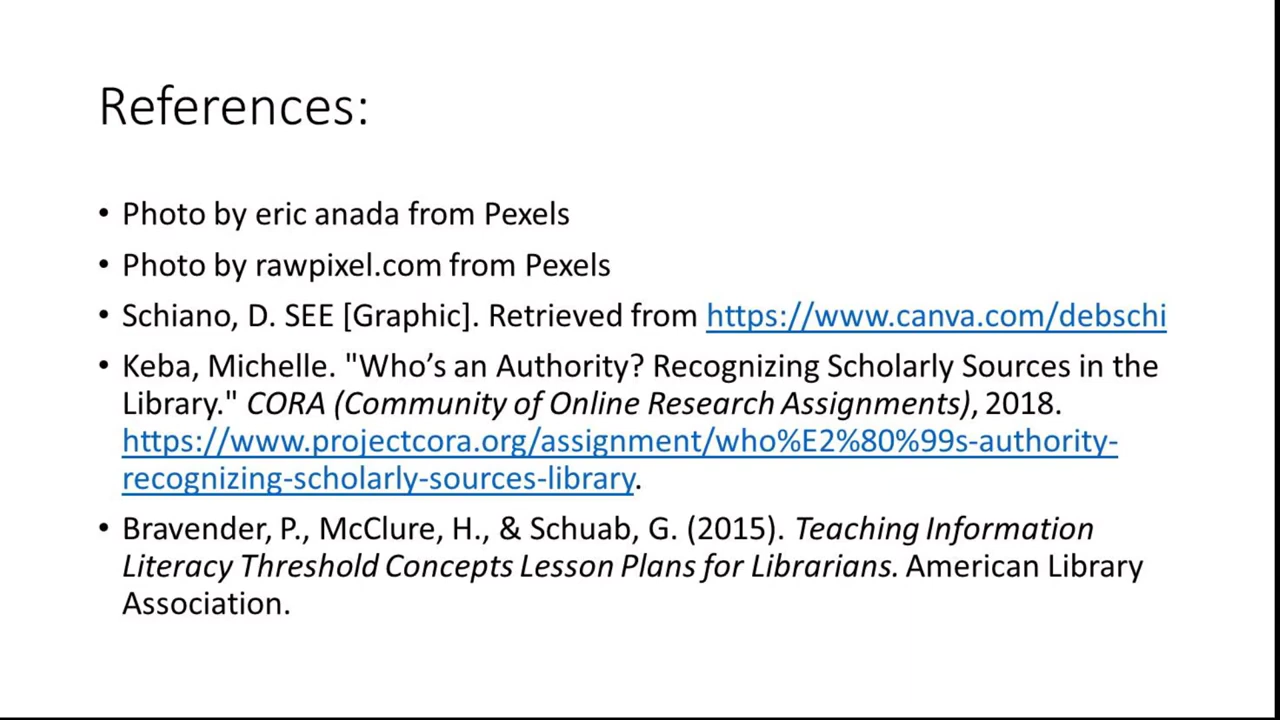 References:
• Photo by eric anada from Pexels
• Photo by rawpixel.com from Pexels
• Schiano, D. SEE [Graphic]. Retrieved from https://www.canva.com/debschi
• Keba, Michelle. "Who’s an Authority? Recognizing Scholarly Sources in the
Library." CORA (Community of Online Research Assignments), 2018.
https://www.projectcora.org/assignment/who%E2%80%99s-authority-
recognizing-scholarly-sources-library.
• Bravender, P., McClure, H., & Schuab, G. (2015). Teaching Information
Literacy Threshold Concepts Lesson Plans for Librarians. American Library
Association.